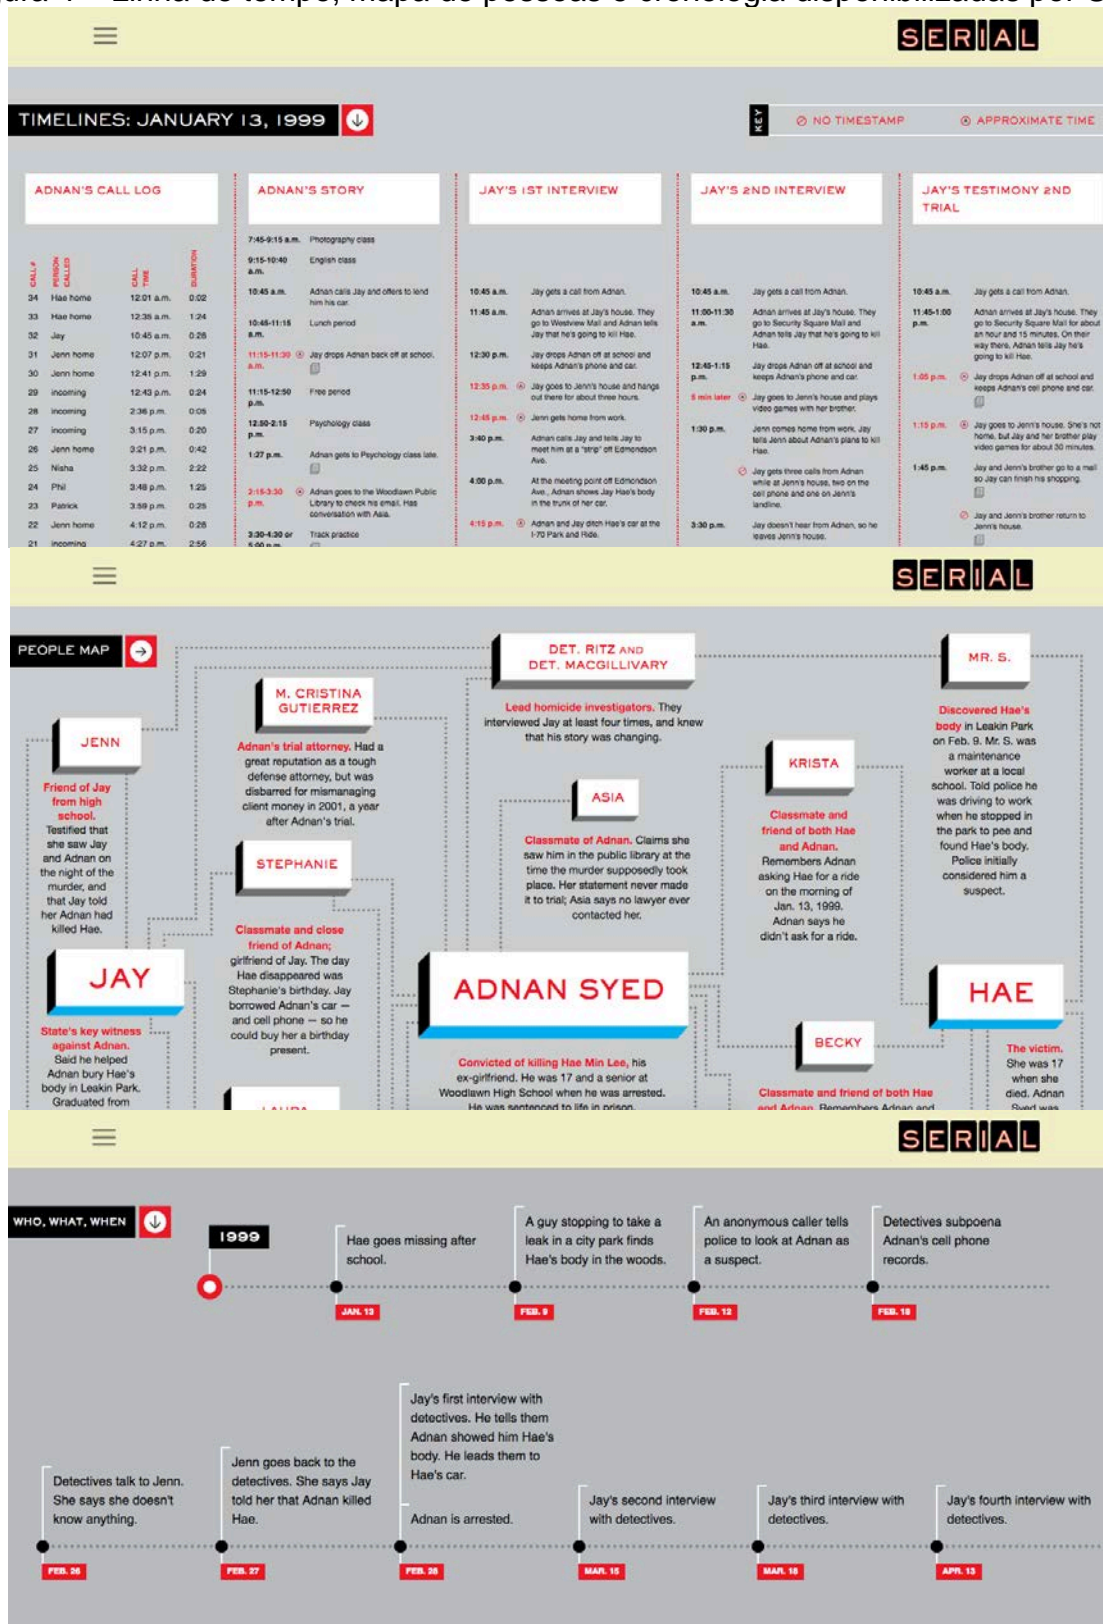 Linha do tempo, mapa de pessoas e cronologia disponibilizadas por
SERIAL
TIMELINES: JANUARY 13, 1999
KEY
NO TIMESTAMP
APPROXIMATE TIME
ADNAN'S CALL LOG
CALL #
PERSON CALLED
CALL TIME
DURATION
34 Hae home 12:01 a.m. 0:02
33 Hae home 12:35 a.m. 1:24
32 Jay 10:45 a.m. 0:28
31 Jenn home 12:07 p.m. 0:21
30 Jenn home 12:41 p.m. 1:29
29 incoming 12:43 p.m. 0:24
28 incoming 2:36 p.m. 0:05
27 incoming 3:15 p.m. 0:20
26 Jenn home 3:21 p.m. 0:42
25 Nisha 3:32 p.m. 2:22
24 Phil 3:48 p.m. 1:25
23 Patrick 3:59 p.m. 0:25
22 Jenn home 4:12 p.m. 0:28
21 incoming 4:27 p.m. 2:56
ADNAN'S STORY
7:45-9:15 a.m. Photography class
9:15-10:40 English class
a.m.
10:45 a.m. Adnan calls Jay and offers to lend
him his car.
10:45-11:15 Lunch period
a.m.
11:15-11:30 Jay drops Adnan back off at school.
a.m.
11:15-12:50 Free period
p.m.
12:50-2:15 Psychology class
p.m.
1:27 p.m. Adnan gets to Psychology class late.
2:15-3:30 Adnan goes to the Woodlawn Public
p.m. Library to check his email. Has
conversation with Asia.
3:30-4:30 or Track practice
5:00 p.m.
JAY'S 1ST INTERVIEW
10:45 a.m. Jay gets a call from Adnan.
11:45 a.m. Adnan arrives at Jay's house. They
go to Westview Mall and Adnan tells
Jay that he's going to kill Hae.
12:30 p.m. Jay drops Adnan off at school and
keeps Adnan's phone and car.
12:35 p.m. Jay goes to Jenn's house and hangs
out there for about three hours.
12:45 p.m. Jenn gets home from work.
3:40 p.m. Adnan calls Jay and tells Jay to
meet him at a "strip" off Edmondson
Ave.
4:00 p.m. At the meeting point off Edmondson
Ave., Adnan shows Jay Hae's body
in the trunk of her car.
4:15 p.m. Adnan and Jay ditch Hae's car at the
I-70 Park and Ride.
JAY'S 2ND INTERVIEW
10:45 a.m. Jay gets a call from Adnan.
11:00-11:30 Adnan arrives at Jay's house. They
a.m. go to Security Square Mall and
Adnan tells Jay he's going to kill
Hae.
12:45-1:15 Jay drops Adnan off at school and
p.m. keeps Adnan's phone and car.
5 min later Jay goes to Jenn's house and plays
video games with her brother.
1:30 p.m. Jenn comes home from work. Jay
tells Jenn about Adnan's plans to kill
Hae.
Jay gets three calls from Adnan
while at Jenn's house, two on the
cell phone and one on Jenn's
landline.
3:30 p.m. Jay doesn't hear from Adnan, so he
leaves Jenn's house.
JAY'S TESTIMONY 2ND
TRIAL
10:45 a.m. Jay gets a call from Adnan.
11:45-1:00 Adnan arrives at Jay's house. They
p.m. go to Security Square Mall for about
an hour and 15 minutes. On their
way there, Adnan tells Jay he's
going to kill Hae.
1:05 p.m. Jay drops Adnan off at school and
keeps Adnan's cell phone and car.
1:15 p.m. Jay goes to Jenn's house. She's not
home, but Jay and her brother play
video games for about 30 minutes.
1:45 p.m. Jay and Jenn's brother go to a mall
so Jay can finish his shopping.
Jay and Jenn's brother return to
Jenn's house.
SERIAL
PEOPLE MAP
JENN
Friend of Jay
from high
school.
Testified that
she saw Jay
and Adnan on
the night of the
murder, and
that Jay told
her Adnan had
killed Hae.
M. CRISTINA
GUTIERREZ
Adnan's trial attorney. Had a
great reputation as a tough
defense attorney, but was
disbarred for mismanaging
client money in 2001, a year
after Adnan's trial.
DET. RITZ AND
DET. MACGILLIVARY
Lead homicide investigators. They
interviewed Jay at least four times, and knew
that his story was changing.
MR. S.
Discovered Hae's
body in Leakin Park
on Feb. 9. Mr. S. was
a maintenance
worker at a local
school. Told police he
was driving to work
when he stopped in
the park to pee and
found Hae's body.
Police initially
considered him a
suspect.
ASIA
Classmate of Adnan. Claims she
saw him in the public library at the
time the murder supposedly took
place. Her statement never made
it to trial; Asia says no lawyer ever
contacted her.
KRISTA
Classmate and
friend of both Hae
and Adnan.
Remembers Adnan
asking Hae for a ride
on the morning of
Jan. 13, 1999.
Adnan says he
didn't ask for a ride.
STEPHANIE
Classmate and close
friend of Adnan;
girlfriend of Jay. The day
Hae disappeared was
Stephanie's birthday. Jay
borrowed Adnan's car —
and cell phone — so he
could buy her a birthday
present.
JAY
State's key witness
against Adnan.
Said he helped
Adnan bury Hae's
body in Leakin Park.
Graduated from
ADNAN SYED
Convicted of killing Hae Min Lee, his
ex-girlfriend. He was 17 and a senior at
Woodlawn High School when he was arrested.
He was sentenced to life in prison.
HAE
The victim.
She was 17
when she
died. Adnan
Syed was
BECKY
Classmate and friend of both Hae
and Adnan. Remembers Adnan and
LAURA
SERIAL
WHO, WHAT, WHEN
1999
Hae goes missing after
school.
JAN. 13
A guy stopping to take a
leak in a city park finds
Hae's body in the woods.
FEB. 9
An anonymous caller tells
police to look at Adnan as
a suspect.
FEB. 12
Detectives subpoena
Adnan's cell phone
records.
FEB. 18
Detectives talk to Jenn.
She says she doesn't
know anything.
FEB. 26
Jenn goes back to the
detectives. She says Jay
told her that Adnan killed
Hae.
FEB. 27
Jay's first interview with
detectives. He tells them
Adnan showed him Hae's
body. He leads them to
Hae's car.
Adnan is arrested.
FEB. 28
Jay's second interview
with detectives.
MAR. 15
Jay's third interview with
detectives.
MAR. 18
Jay's fourth interview with
detectives.
APR. 13